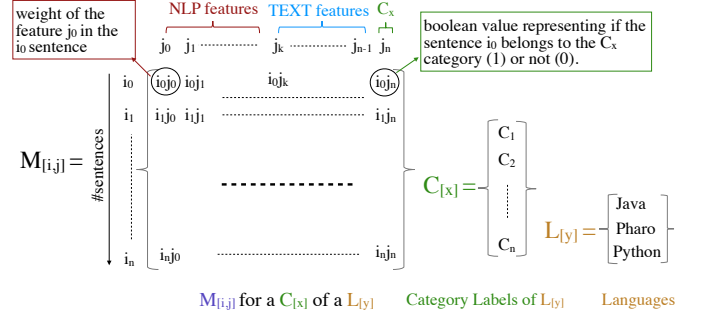 weight of the
feature j0 in the
i0 sentence
NLP features
TEXT features
Cx
boolean value representing if the
sentence i0 belongs to the Cx
category (1) or not (0).
j0 j1 jk jn-1 jn
i0 i0j0 i0j1 i0jk i0jn
i1 i1j0 i1j1 i1jn
M[i,j] =
#sentences
in inj0 injn
C[x] =
C1
C2
Cn
L[y] =
Java
Pharo
Python
M[i,j] for a C[x] of a L[y]
Category Labels of L[y]
Languages